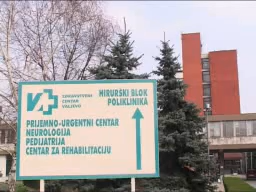 ZDRAVSTVENI
CENTAR
VALJEVO
HIRURŠKI BLOK
POLIKLINIKA
PRIJEMNO-URGENTNI CENTAR
NEUROLOGIJA
PEDIJATRIJA
CENTAR ZA REHABILITACIJU